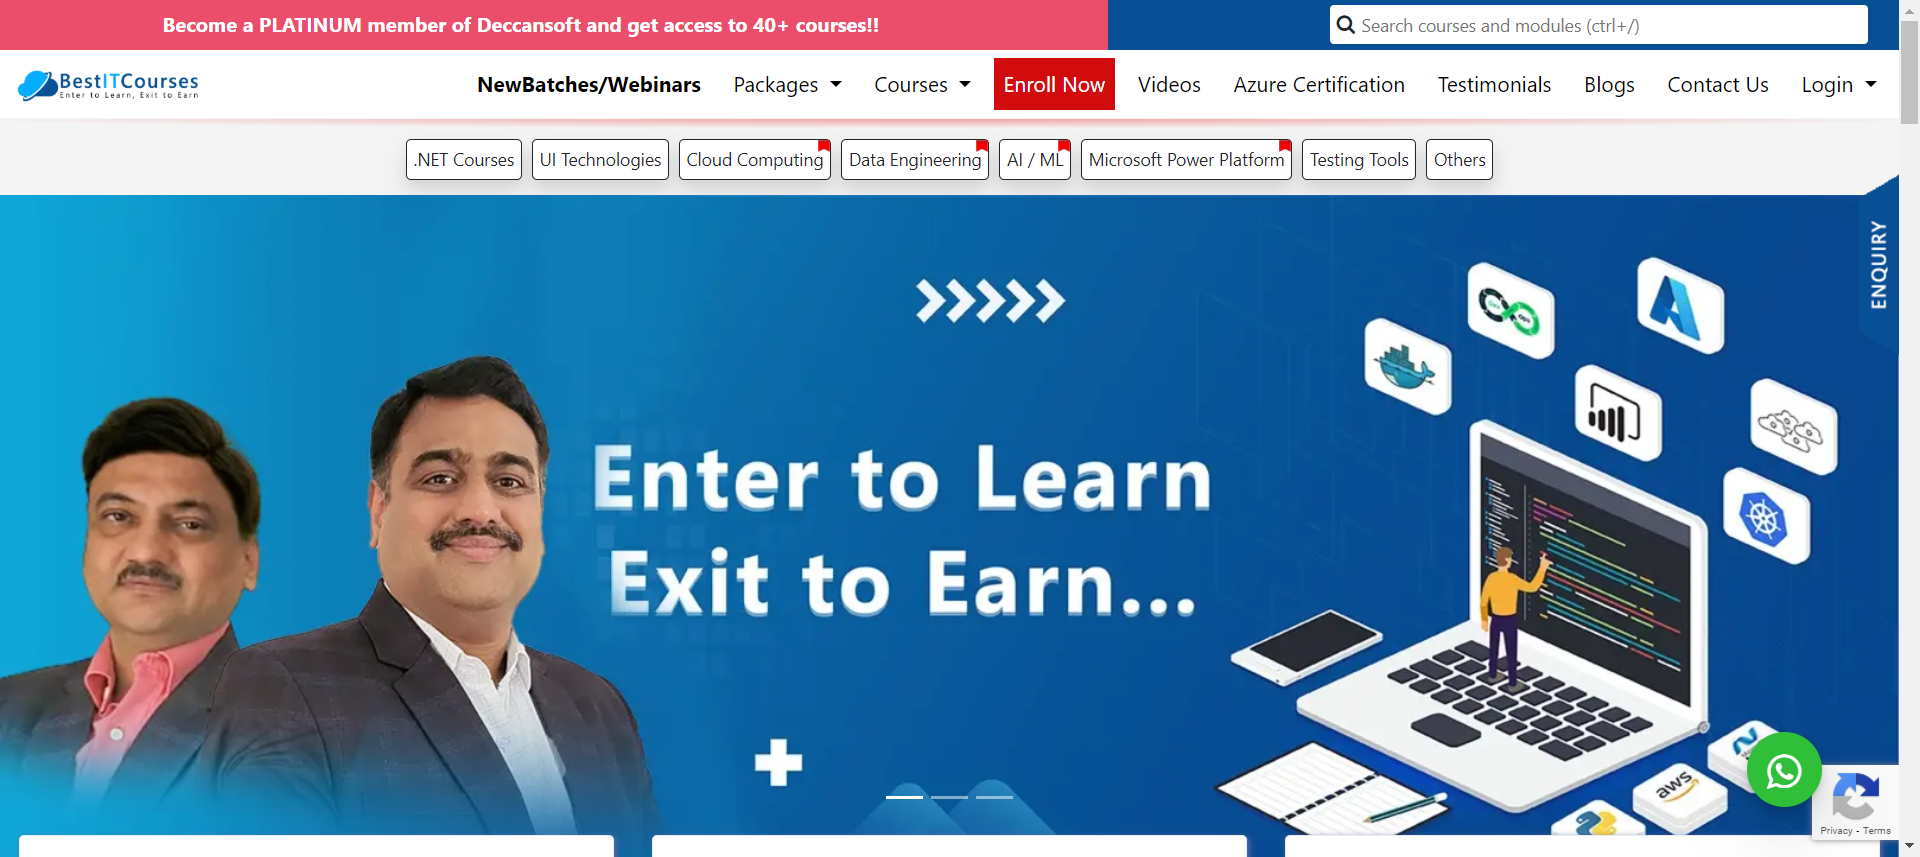 Become a PLATINUM member of Deccansoft and get access to 40+ courses!!
Search courses and modules (ctrl+/)
BestITCourses
Enter to Learn, Exit to Earn
NewBatches/Webinars Packages Courses Enroll Now Videos Azure Certification Testimonials Blogs Contact Us Login
.NET Courses UI Technologies Cloud Computing Data Engineering AI / ML Microsoft Power Platform Testing Tools Others
ENQUIRY
Enter to Learn
Exit to Earn...
aws
Privacy - Terms